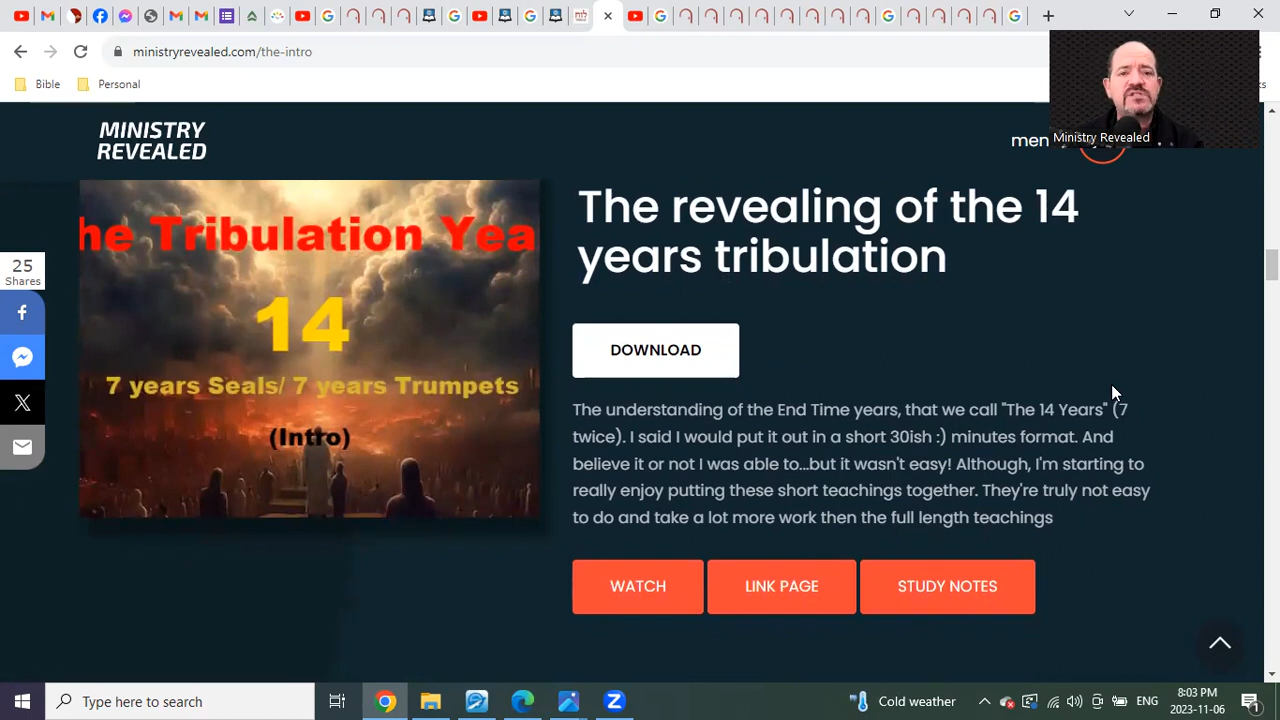 ministryrevealed.com/the-intro
Bible
Personal
Ministry Revealed
MINISTRY
REVEALED
men
25
Shares
he Tribulation Yea
14
7 years Seals/ 7 years Trumpets
(Intro)
The revealing of the 14
years tribulation
DOWNLOAD
The understanding of the End Time years, that we call "The 14 Years" (7
twice). I said I would put it out in a short 30ish :) minutes format. And
believe it or not I was able to...but it wasn't easy! Although, I'm starting to
really enjoy putting these short teachings together. They're truly not easy
to do and take a lot more work then the full length teachings
WATCH
LINK PAGE
STUDY NOTES
Type here to search
Cold weather
ENG
8:03 PM
2023-11-06